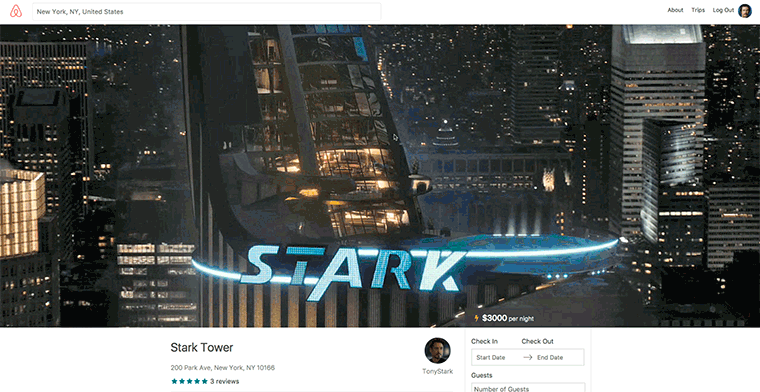 New York, NY, United States
About Trips Log Out
STARK
$3000 per night
Stark Tower
200 Park Ave, New York, NY 10166
3 reviews
TonyStark
Check In Check Out
Start Date End Date
Guests
Number of Guests